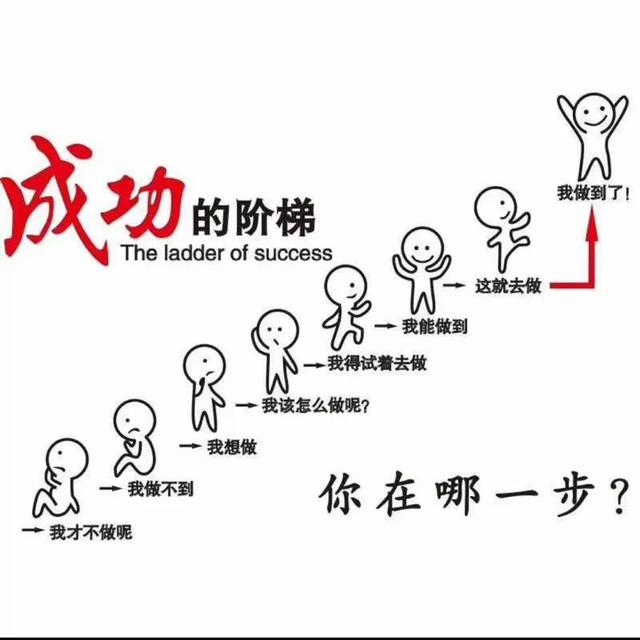 成功的阶梯
The ladder of success
我做到了!
这就去做
我能做到
我得试着去做
我该怎么做呢?
我想做
我做不到
我才不做呢
你在哪一步?